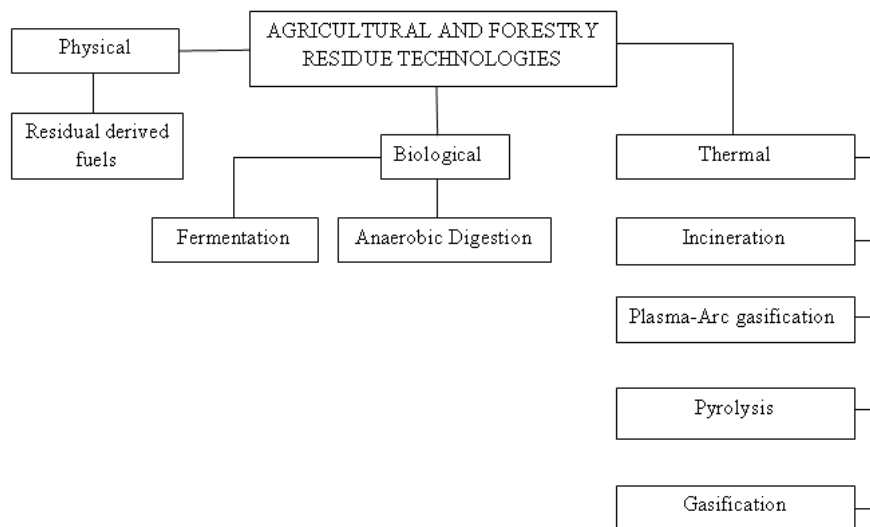 AGRICULTURAL AND FORESTRY
RESIDUE TECHNOLOGIES
Physical
Residual derived
fuels
Biological
Fermentation
Anaerobic Digestion
Thermal
Incineration
Plasma-Arc gasification
Pyrolysis
Gasification